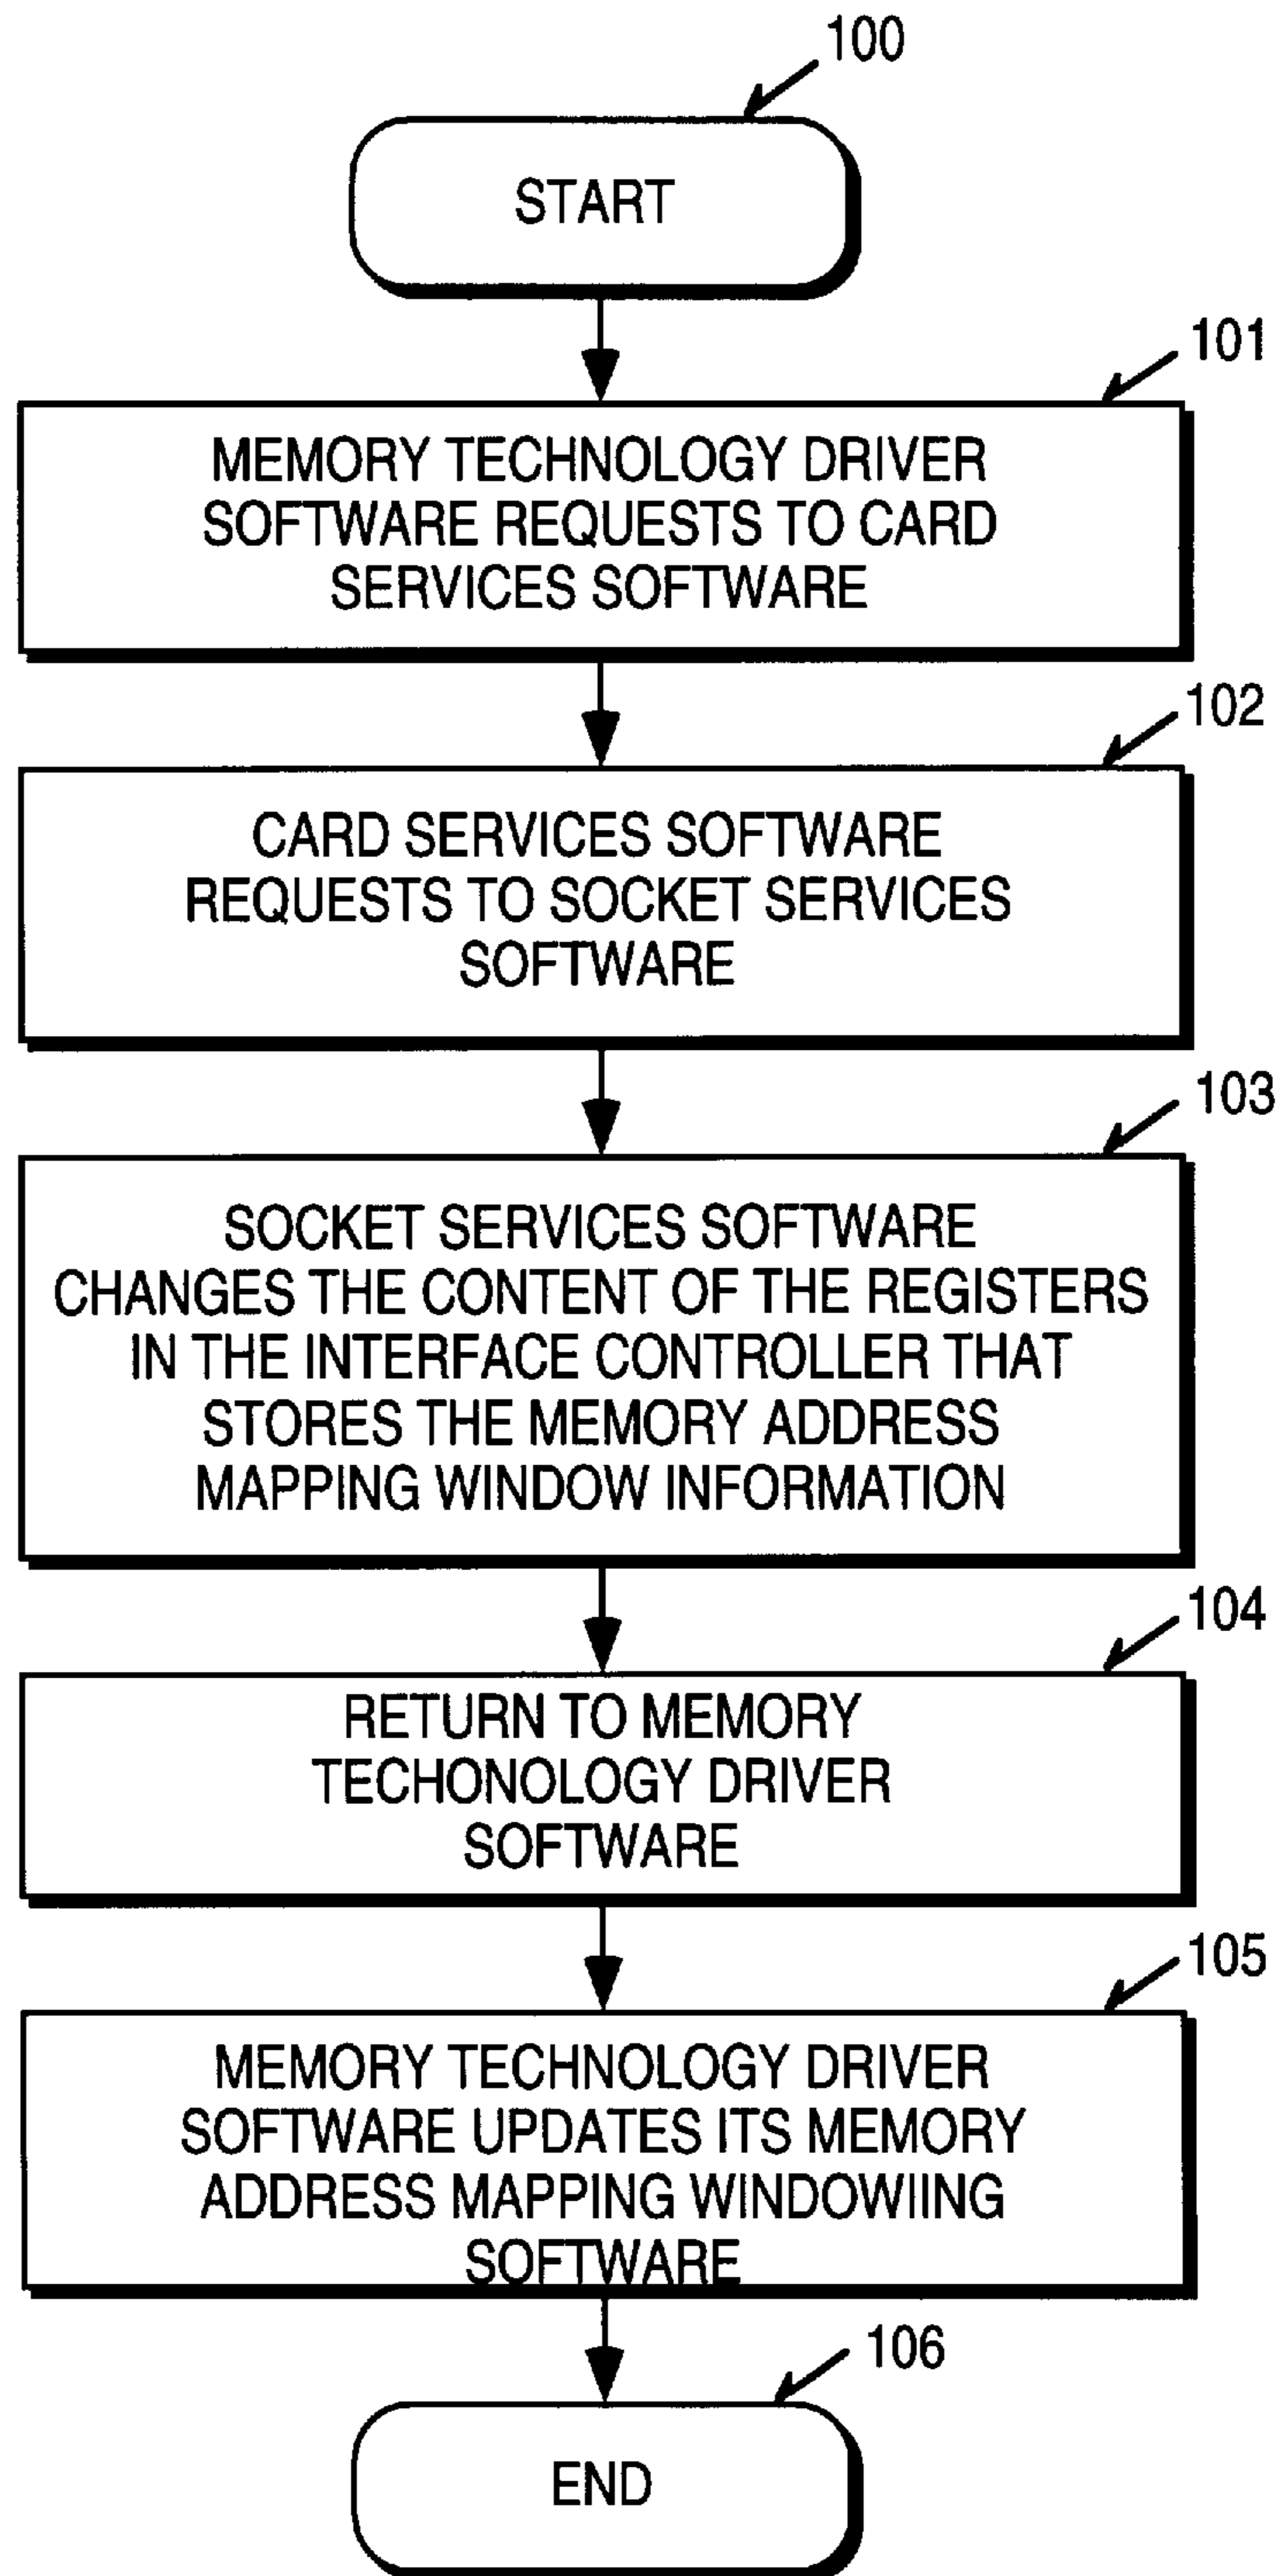 100
START
101
MEMORY TECHNOLOGY DRIVER
SOFTWARE REQUESTS TO CARD
SERVICES SOFTWARE
102
CARD SERVICES SOFTWARE
REQUESTS TO SOCKET SERVICES
SOFTWARE
103
SOCKET SERVICES SOFTWARE
CHANGES THE CONTENT OF THE REGISTERS
IN THE INTERFACE CONTROLLER THAT
STORES THE MEMORY ADDRESS
MAPPING WINDOW INFORMATION
104
RETURN TO MEMORY
TECHONOLOGY DRIVER
SOFTWARE
105
MEMORY TECHNOLOGY DRIVER
SOFTWARE UPDATES ITS MEMORY
ADDRESS MAPPING WINDOWIING
SOFTWARE
106
END